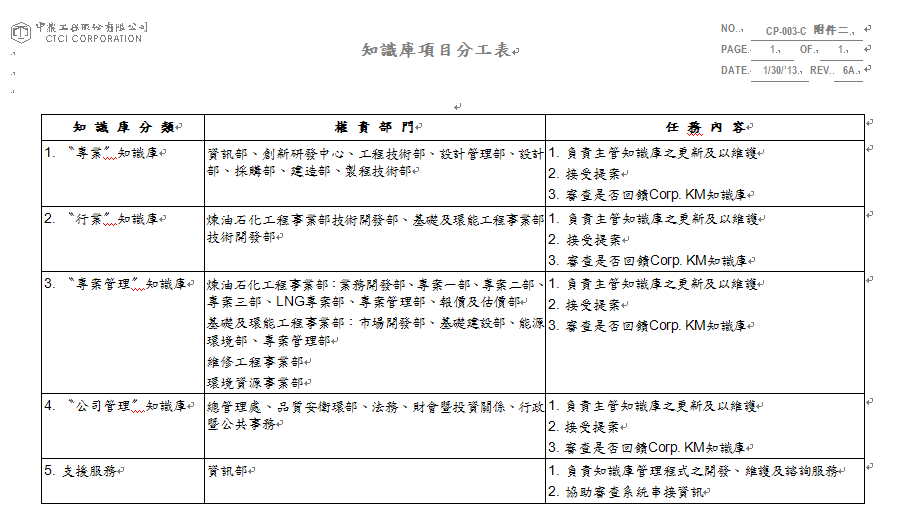 中鼎工程股份有限公司
CTCI CORPORATION
知識庫項目分工表
NO.. CP-003-C 附件二.
PAGE. 1. OF. 1.
DATE. 1/30/'13. REV.. 6A.
知 識 庫 分 類
權 責 部 門
任 務 內 容
1. 〝專業〞知識庫
資訊部、創新研發中心、工程技術部、設計管理部、設計
部、採購部、建造部、製程技術部
1. 負責主管知識庫之更新及以維護
2. 接受提案
3. 審查是否回饋Corp. KM知識庫
2. 〝行業〞知識庫
煉油石化工程事業部技術開發部、基礎及環能工程事業部
技術開發部
1. 負責主管知識庫之更新及以維護
2. 接受提案
3. 審查是否回饋Corp. KM知識庫
3. 〝專案管理〞知識庫
煉油石化工程事業部：業務開發部、專案一部、專案二部、
專案三部、LNG專案部、專案管理部、報價及估價部
基礎及環能工程事業部：市場開發部、基礎建設部、能源
環境部、專案管理部
維修工程事業部
環境資源事業部
1. 負責主管知識庫之更新及以維護
2. 接受提案
3. 審查是否回饋Corp. KM知識庫
4. 〝公司管理〞知識庫
總管理處、品質安衛環部、法務、財會暨投資關係、行政
暨公共事務
1. 負責主管知識庫之更新及以維護
2. 接受提案
3. 審查是否回饋Corp. KM知識庫
5. 支援服務
資訊部
1. 負責知識庫管理程式之開發、維護及諮詢服務
2. 協助審查系統串接資訊